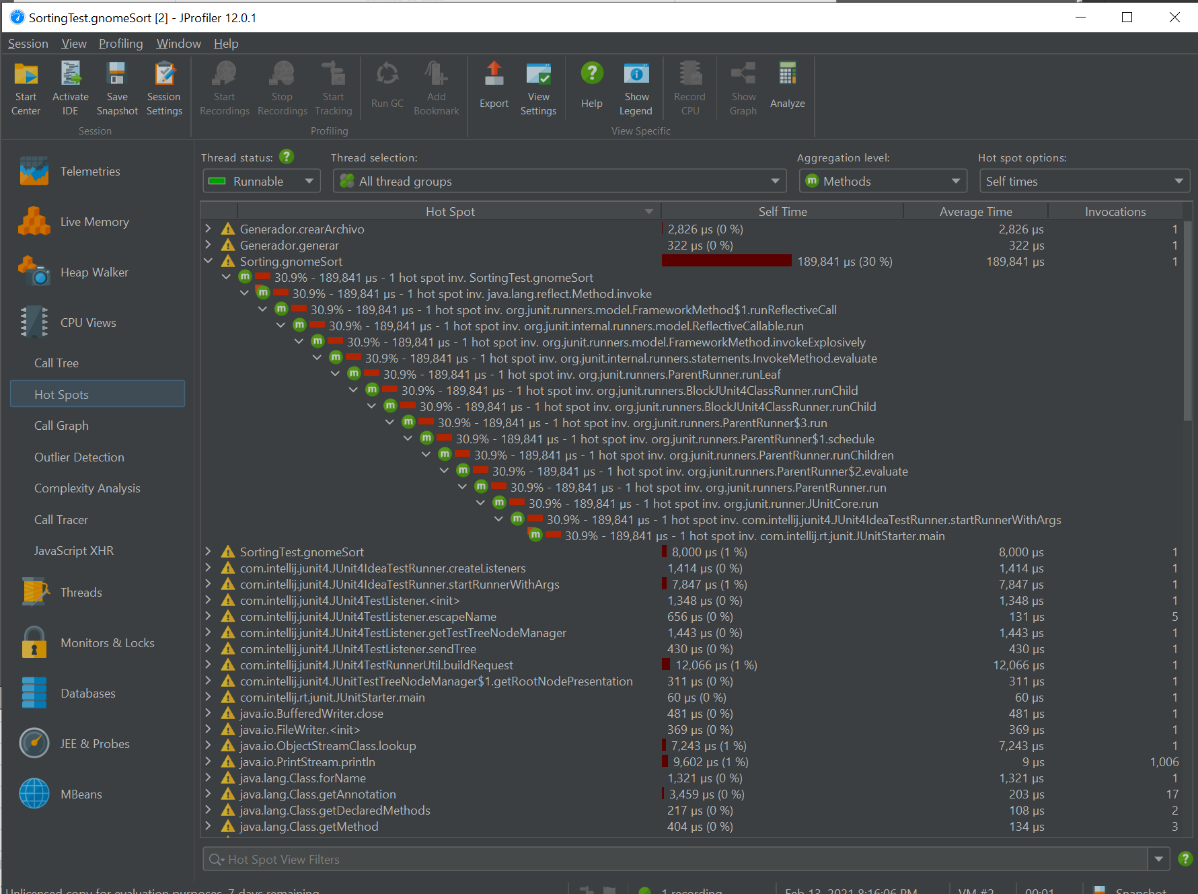 SortingTest.gnomeSort [2] - JProfiler 12.0.1
Session View Profiling Window Help
Start Center
Activate IDE
Save Snapshot
Session Settings
Start Recordings
Stop Recordings
Start Tracking
Run GC
Add Bookmark
Export
View Settings
Help
Show Legend
Record CPU
Show Graph
Analyze
Session
Profiling
View Specific
Telemetries
Live Memory
Heap Walker
CPU Views
Call Tree
Hot Spots
Call Graph
Outlier Detection
Complexity Analysis
Call Tracer
JavaScript XHR
Threads
Monitors & Locks
Databases
JEE & Probes
MBeans
Thread status: ? Thread selection: Aggregation level: Hot spot options:
Runnable All thread groups m Methods Self times
Hot Spot Self Time Average Time Invocations
Generador.crearArchivo 2,826 µs (0 %) 2,826 µs 1
Generador.generar 322 µs (0 %) 322 µs 1
Sorting.gnomeSort 189,841 µs (30 %) 189,841 µs 1
m 30.9% - 189,841 µs - 1 hot spot inv. SortingTest.gnomeSort
m 30.9% - 189,841 µs - 1 hot spot inv. java.lang.reflect.Method.invoke
m 30.9% - 189,841 µs - 1 hot spot inv. org.junit.runners.model.FrameworkMethod$1.runReflectiveCall
m 30.9% - 189,841 µs - 1 hot spot inv. org.junit.internal.runners.model.ReflectiveCallable.run
m 30.9% - 189,841 µs - 1 hot spot inv. org.junit.runners.model.FrameworkMethod.invokeExplosively
m 30.9% - 189,841 µs - 1 hot spot inv. org.junit.internal.runners.statements.InvokeMethod.evaluate
m 30.9% - 189,841 µs - 1 hot spot inv. org.junit.runners.ParentRunner.runLeaf
m 30.9% - 189,841 µs - 1 hot spot inv. org.junit.runners.BlockJUnit4ClassRunner.runChild
m 30.9% - 189,841 µs - 1 hot spot inv. org.junit.runners.BlockJUnit4ClassRunner.runChild
m 30.9% - 189,841 µs - 1 hot spot inv. org.junit.runners.ParentRunner$3.run
m 30.9% - 189,841 µs - 1 hot spot inv. org.junit.runners.ParentRunner$1.schedule
m 30.9% - 189,841 µs - 1 hot spot inv. org.junit.runners.ParentRunner.runChildren
m 30.9% - 189,841 µs - 1 hot spot inv. org.junit.runners.ParentRunner$2.evaluate
m 30.9% - 189,841 µs - 1 hot spot inv. org.junit.runners.ParentRunner.run
m 30.9% - 189,841 µs - 1 hot spot inv. org.junit.runner.JUnitCore.run
m 30.9% - 189,841 µs - 1 hot spot inv. com.intellij.junit4.JUnit4IdeaTestRunner.startRunnerWithArgs
m 30.9% - 189,841 µs - 1 hot spot inv. com.intellij.rt.junit.JUnitStarter.main
SortingTest.gnomeSort 8,000 µs (1 %) 8,000 µs 1
com.intellij.junit4.JUnit4IdeaTestRunner.createListeners 1,414 µs (0 %) 1,414 µs 1
com.intellij.junit4.JUnit4IdeaTestRunner.startRunnerWithArgs 7,847 µs (1 %) 7,847 µs 1
com.intellij.junit4.JUnit4TestListener.<init> 1,348 µs (0 %) 1,348 µs 1
com.intellij.junit4.JUnit4TestListener.escapeName 656 µs (0 %) 131 µs 5
com.intellij.junit4.JUnit4TestListener.getTestTreeNodeManager 1,443 µs (0 %) 1,443 µs 1
com.intellij.junit4.JUnit4TestListener.sendTree 430 µs (0 %) 430 µs 1
com.intellij.junit4.JUnit4TestRunnerUtil.buildRequest 12,066 µs (1 %) 12,066 µs 1
com.intellij.junit4.JUnitTestTreeNodeManager$1.getRootNodePresentation 311 µs (0 %) 311 µs 1
com.intellij.rt.junit.JUnitStarter.main 60 µs (0 %) 60 µs 1
java.io.BufferedWriter.close 481 µs (0 %) 481 µs 1
java.io.FileWriter.<init> 369 µs (0 %) 369 µs 1
java.io.ObjectStreamClass.lookup 7,243 µs (1 %) 7,243 µs 1
java.io.PrintStream.println 9,602 µs (1 %) 9 µs 1,006
java.lang.Class.forName 1,321 µs (0 %) 1,321 µs 1
java.lang.Class.getAnnotation 3,459 µs (0 %) 203 µs 17
java.lang.Class.getDeclaredMethods 217 µs (0 %) 108 µs 2
java.lang.Class.getMethod 404 µs (0 %) 134 µs 3
Hot Spot View Filters ?
Unlicensed copy for evaluation purposes, 7 days remaining 1 recording Feb 13, 2021 8:16:06 PM VM #2 00:01 Snapshot